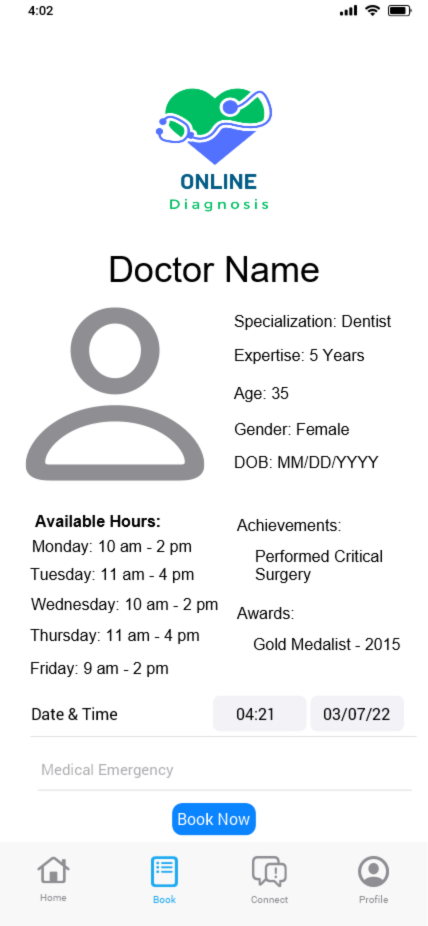 4:02
ONLINE
Diagnosis
Doctor Name
Specialization: Dentist
Expertise: 5 Years
Age: 35
Gender: Female
DOB: MM/DD/YYYY
Available Hours:
Monday: 10 am - 2 pm
Tuesday: 11 am - 4 pm
Wednesday: 10 am - 2 pm
Thursday: 11 am - 4 pm
Friday: 9 am - 2 pm
Achievements:
Performed Critical
Surgery
Awards:
Gold Medalist - 2015
Date & Time 04:21 03/07/22
Medical Emergency
Book Now
Home Book Connect Profile